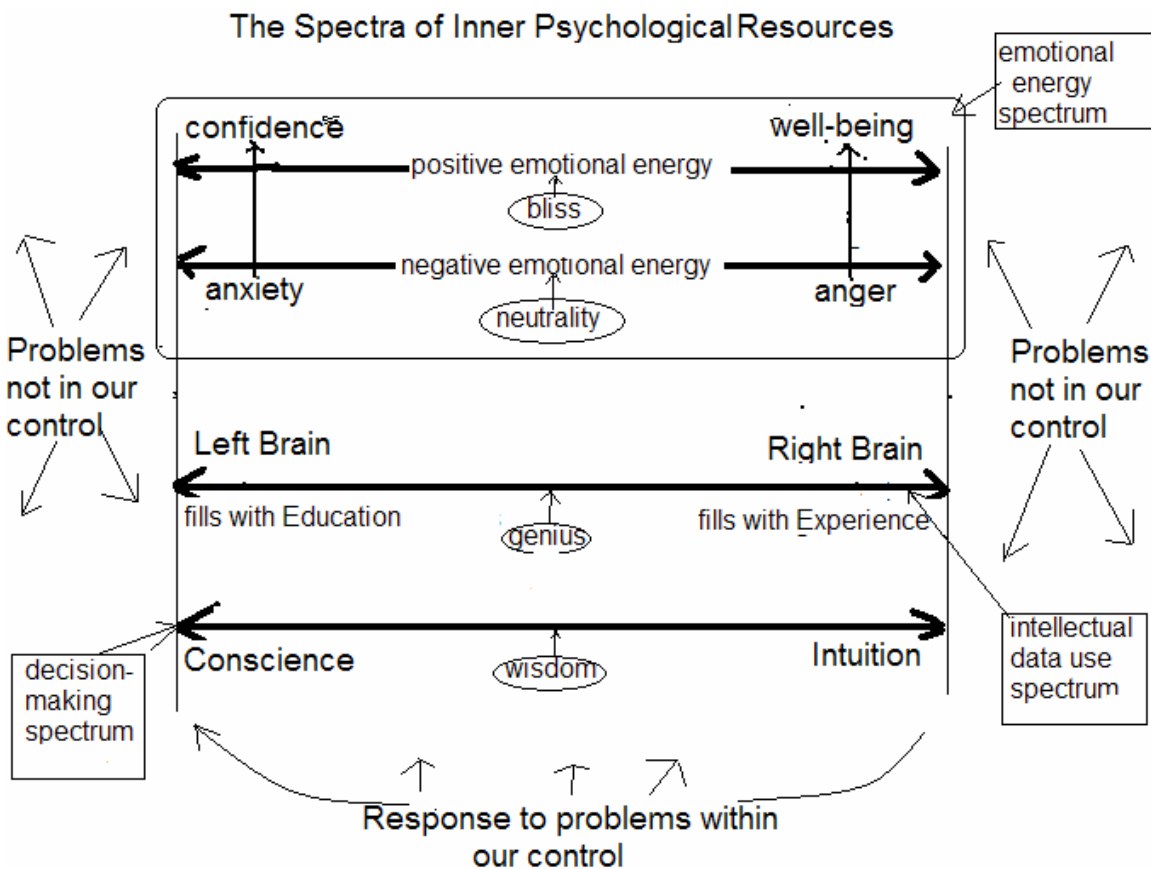 The Spectra of Inner Psychological Resources
emotional
energy
spectrum
confidence
well-being
positive emotional energy
bliss
negative emotional energy
anxiety
anger
neutrality
Problems
not in our
control
Problems
not in our
control
Left Brain
Right Brain
fills with Education
fills with Experience
genius
Conscience
Intuition
wisdom
decision-
making
spectrum
intellectual
data use
spectrum
Response to problems within
our control